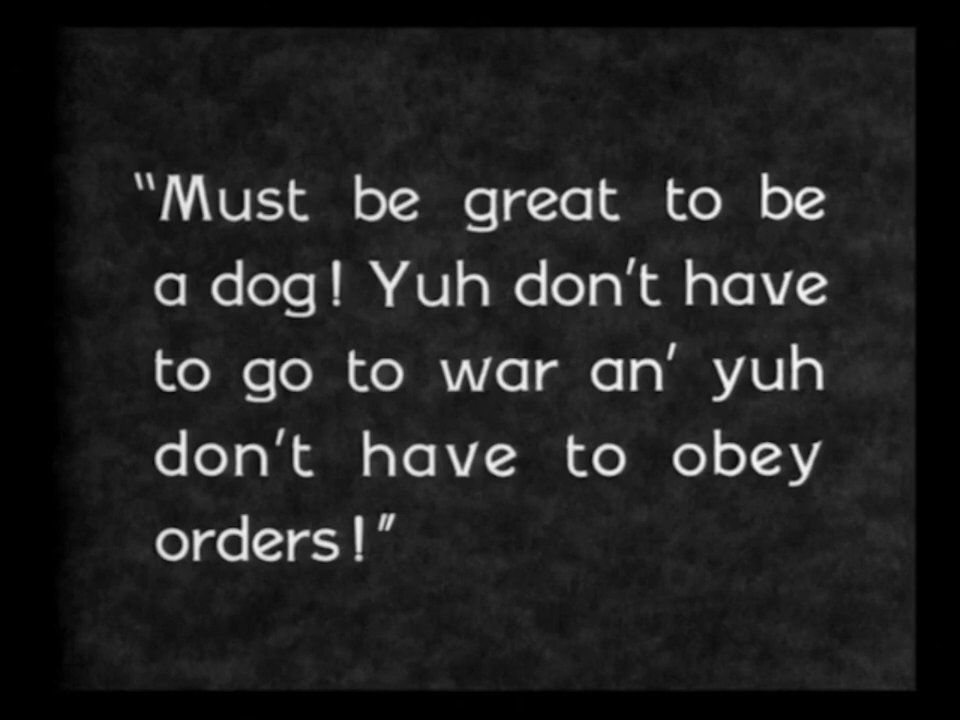 “Must be great to be
a dog! Yuh don't have
to go to war an' yuh
don't have to obey
orders!”